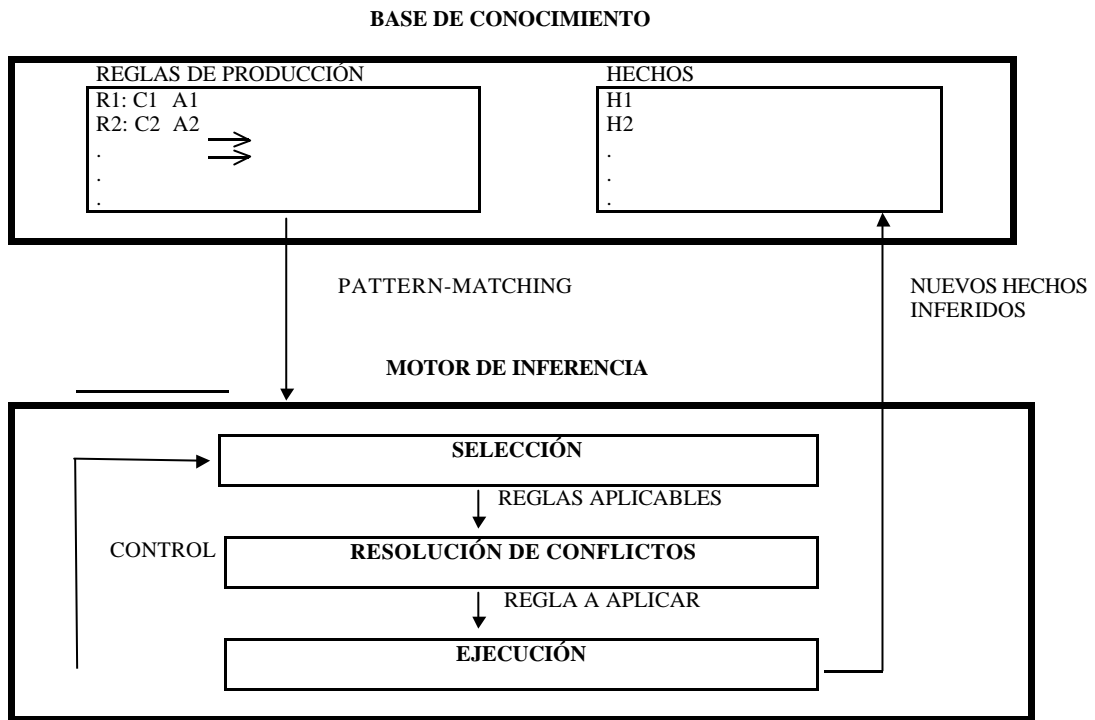 BASE DE CONOCIMIENTO
REGLAS DE PRODUCCIÓN
R1: C1 A1
R2: C2 A2
.
.
.
HECHOS
H1
H2
.
.
.
PATTERN-MATCHING
NUEVOS HECHOS
INFERIDOS
MOTOR DE INFERENCIA
SELECCIÓN
REGLAS APLICABLES
CONTROL
RESOLUCIÓN DE CONFLICTOS
REGLA A APLICAR
EJECUCIÓN